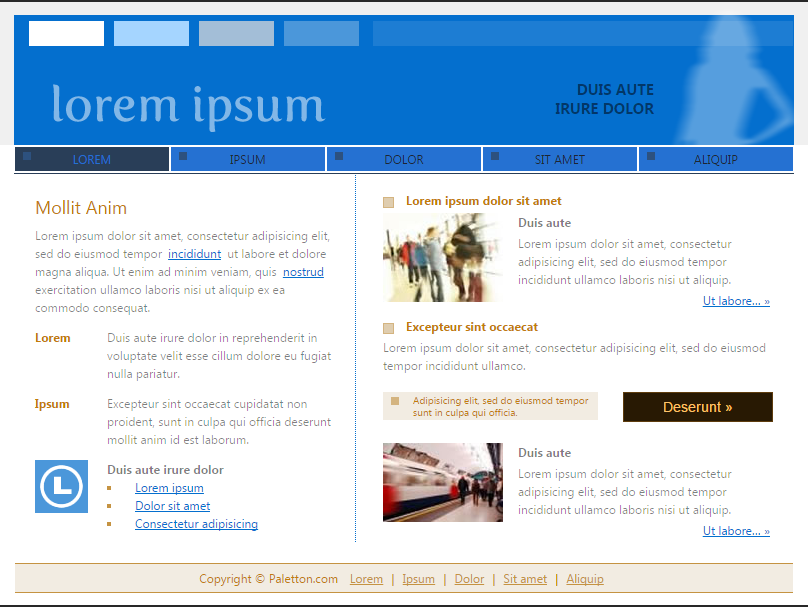 lorem ipsum
DUIS AUTE
IRURE DOLOR
LOREM
IPSUM
DOLOR
SIT AMET
ALIQUIP
Mollit Anim
Lorem ipsum dolor sit amet, consectetur adipisicing elit,
sed do eiusmod tempor incididunt ut labore et dolore
magna aliqua. Ut enim ad minim veniam, quis nostrud
exercitation ullamco laboris nisi ut aliquip ex ea
commodo consequat.
Lorem
Duis aute irure dolor in reprehenderit in
voluptate velit esse cillum dolore eu fugiat
nulla pariatur.
Ipsum
Excepteur sint occaecat cupidatat non
proident, sunt in culpa qui officia deserunt
mollit anim id est laborum.
L
Duis aute irure dolor
Lorem ipsum
Dolor sit amet
Consectetur adipisicing
Lorem ipsum dolor sit amet
Duis aute
Lorem ipsum dolor sit amet, consectetur
adipisicing elit, sed do eiusmod tempor
incididunt ullamco laboris nisi ut aliquip.
Ut labore... »
Excepteur sint occaecat
Lorem ipsum dolor sit amet, consectetur adipisicing elit, sed do eiusmod
tempor incididunt ullamco.
Adipisicing elit, sed do eiusmod tempor
sunt in culpa qui officia.
Deserunt »
Duis aute
Lorem ipsum dolor sit amet, consectetur
adipisicing elit, sed do eiusmod tempor
incididunt ullamco laboris nisi ut aliquip.
Ut labore... »
Copyright © Paletton.com Lorem | Ipsum | Dolor | Sit amet | Aliquip